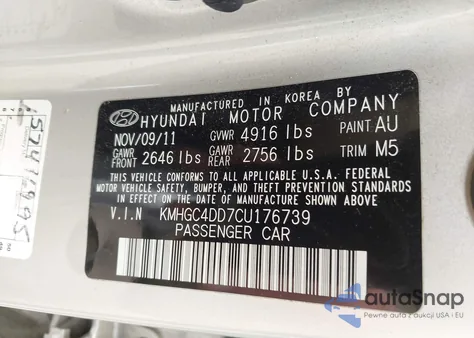 MANUFACTURED IN KOREA BY
HYUNDAI MOTOR COMPANY
NOV/09/11 GVWR 4916 lbs PAINT AU
GAWR FRONT 2646 lbs GAWR REAR 2756 lbs TRIM M5
THIS VEHICLE CONFORMS TO ALL APPLICABLE U.S.A. FEDERAL
MOTOR VEHICLE SAFETY, BUMPER, AND THEFT PREVENTION STANDARDS
IN EFFECT ON THE DATE OF MANUFACTURE SHOWN ABOVE.
V.I.N KMHGC4DD7CU176739
PASSENGER CAR
autoSnap
Pewne auta z aukcji USA i EU